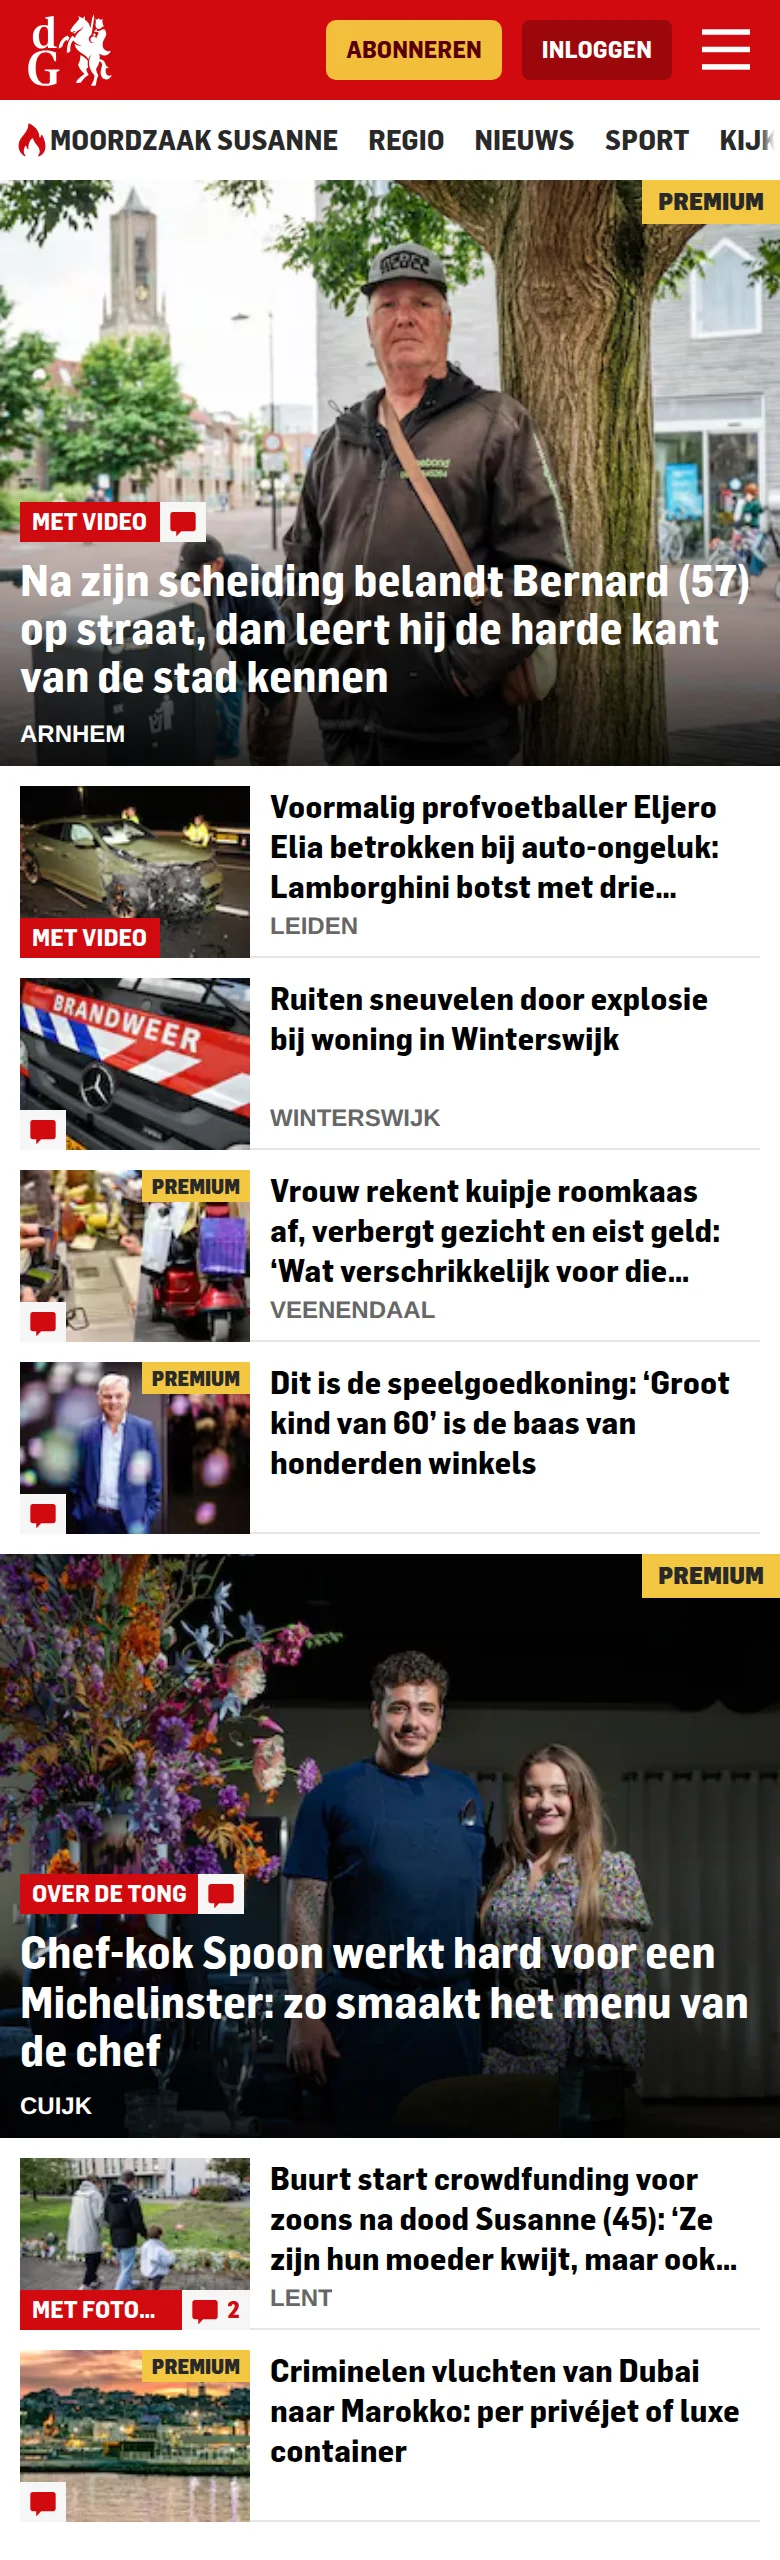 dG
ABONNEREN
INLOGGEN
MOORDZAAK SUSANNE
REGIO
NIEUWS
SPORT
KIJK
PREMIUM
REBEL
MET VIDEO
Na zijn scheiding belandt Bernard (57)
op straat, dan leert hij de harde kant
van de stad kennen
ARNHEM
MET VIDEO
Voormalig profvoetballer Eljero
Elia betrokken bij auto-ongeluk:
Lamborghini botst met drie...
LEIDEN
BRANDWEER
Ruiten sneuvelen door explosie
bij woning in Winterswijk
WINTERSWIJK
PREMIUM
Vrouw rekent kuipje roomkaas
af, verbergt gezicht en eist geld:
‘Wat verschrikkelijk voor die...
VEENENDAAL
PREMIUM
Dit is de speelgoedkoning: ‘Groot
kind van 60’ is de baas van
honderden winkels
PREMIUM
OVER DE TONG
Chef-kok Spoon werkt hard voor een
Michelinster: zo smaakt het menu van
de chef
CUIJK
MET FOTO...
2
Buurt start crowdfunding voor
zoons na dood Susanne (45): ‘Ze
zijn hun moeder kwijt, maar ook...
LENT
PREMIUM
Criminelen vluchten van Dubai
naar Marokko: per privéjet of luxe
container